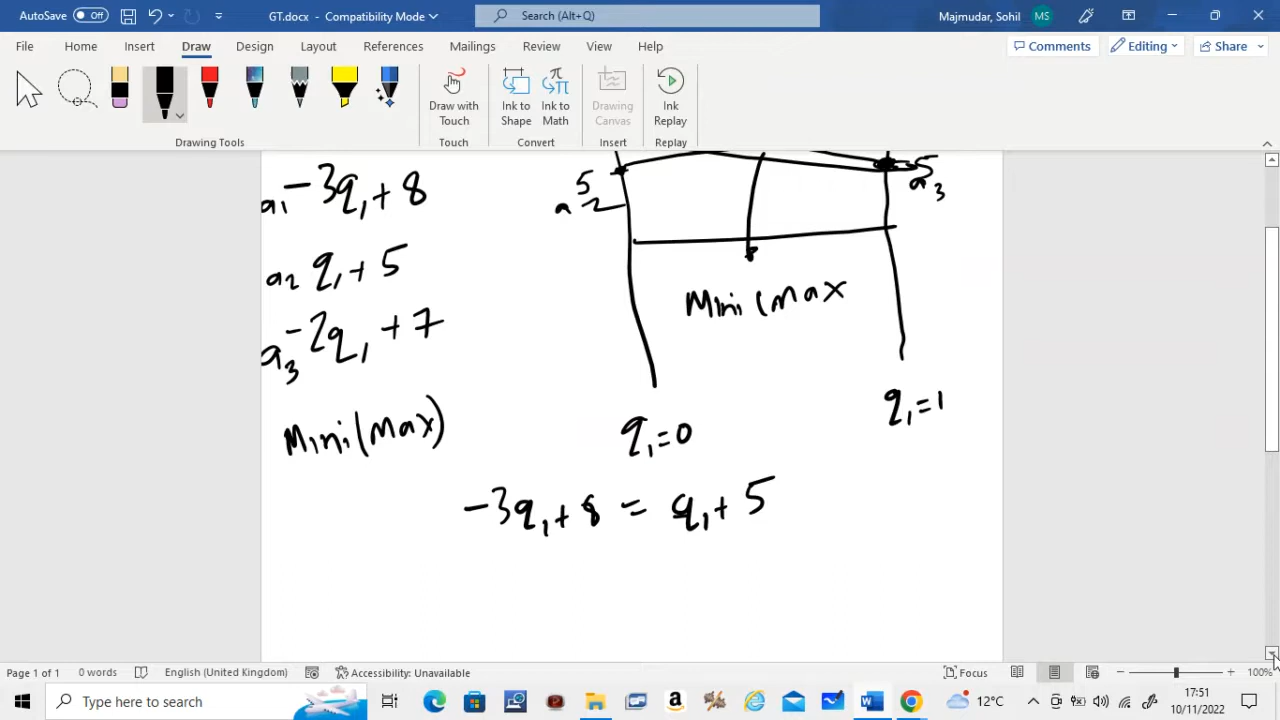 AutoSave Off GT.docx - Compatibility Mode Search (Alt+Q) Majmudar, Sohil MS
File Home Insert Draw Design Layout References Mailings Review View Help Comments Editing Share
Draw with Touch Ink to Shape Ink to Math Drawing Canvas Ink Replay
Drawing Tools Touch Convert Insert Replay
a1 -3q1 + 8
5
a2
5
a3
a2 q1 + 5
Mini(Max
a3 -2q1 + 7
Mini(Max)
q1=0
q1=1
-3q1 + 8 = q1 + 5
Page 1 of 1 0 words English (United Kingdom) Accessibility: Unavailable Focus 100%
Type here to search 12°C 17:51
10/11/2022